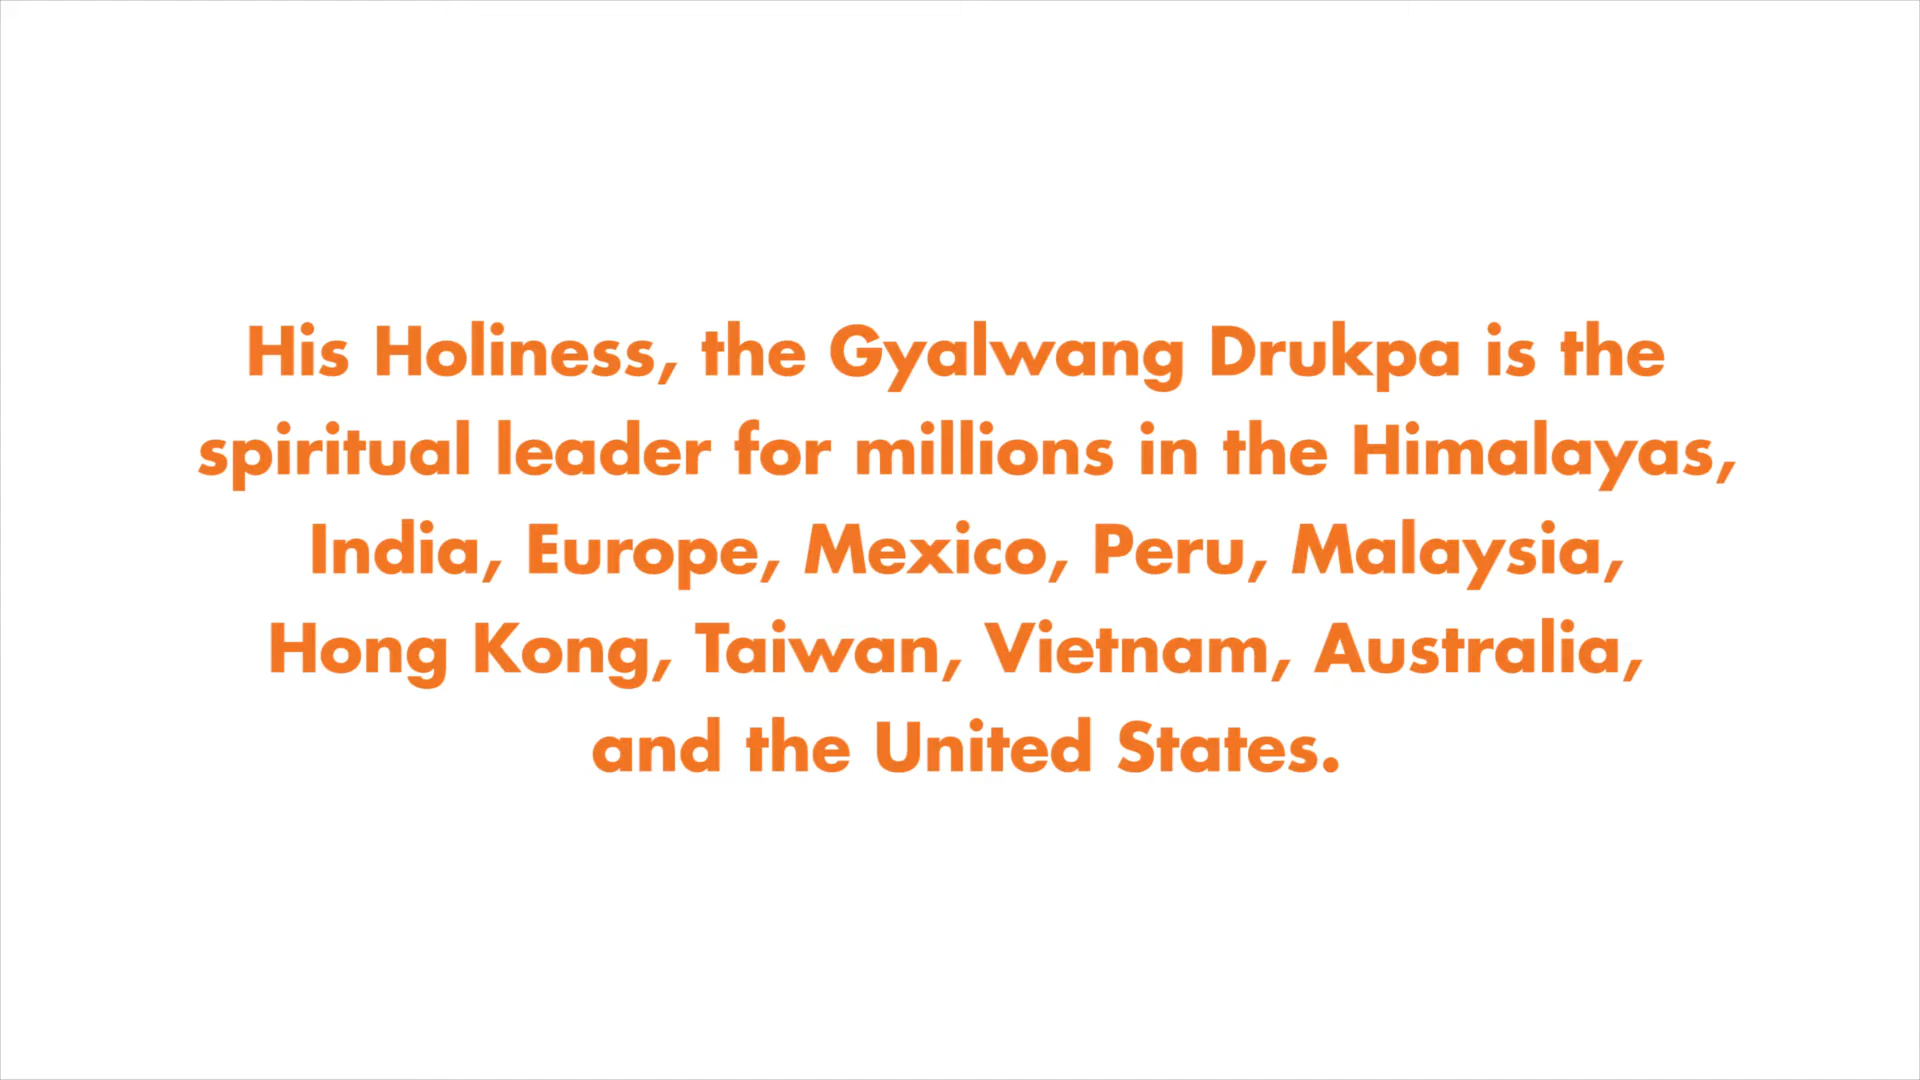 His Holiness, the Gyalwang Drukpa is the
spiritual leader for millions in the Himalayas,
India, Europe, Mexico, Peru, Malaysia,
Hong Kong, Taiwan, Vietnam, Australia,
and the United States.